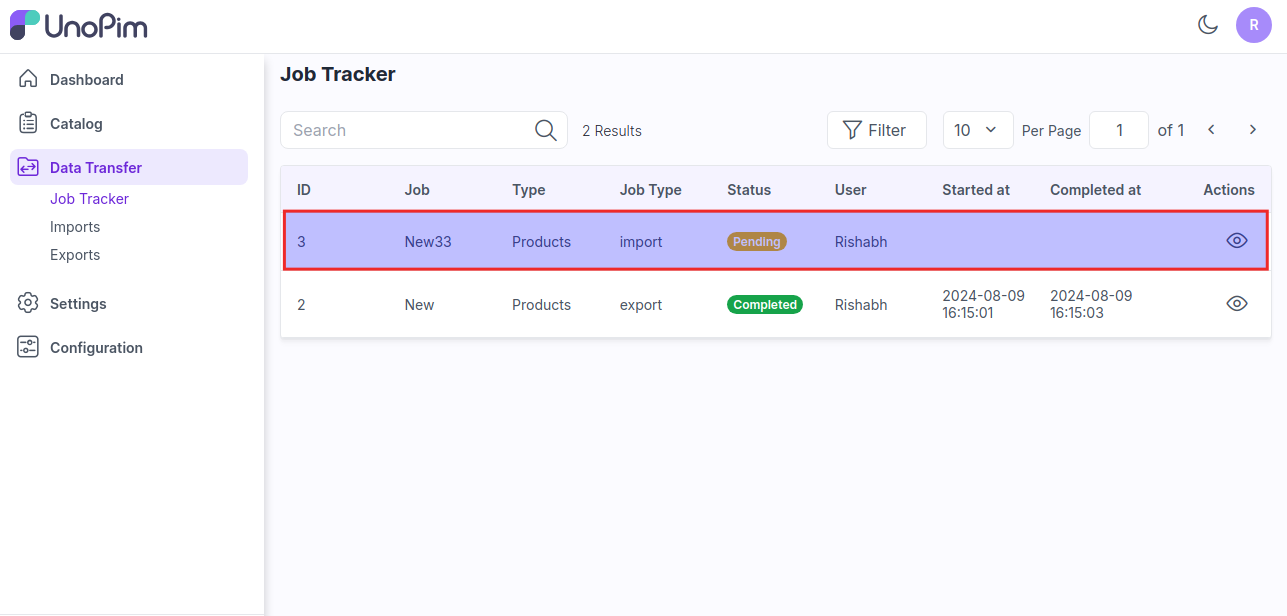 UnoPim
R
Dashboard
Catalog
Data Transfer
Job Tracker
Imports
Exports
Settings
Configuration
Job Tracker
Search
2 Results
Filter
10
Per Page
1
of 1
ID Job Type Job Type Status User Started at Completed at Actions
3 New33 Products import Pending Rishabh
2 New Products export Completed Rishabh 2024-08-09 16:15:01 2024-08-09 16:15:03